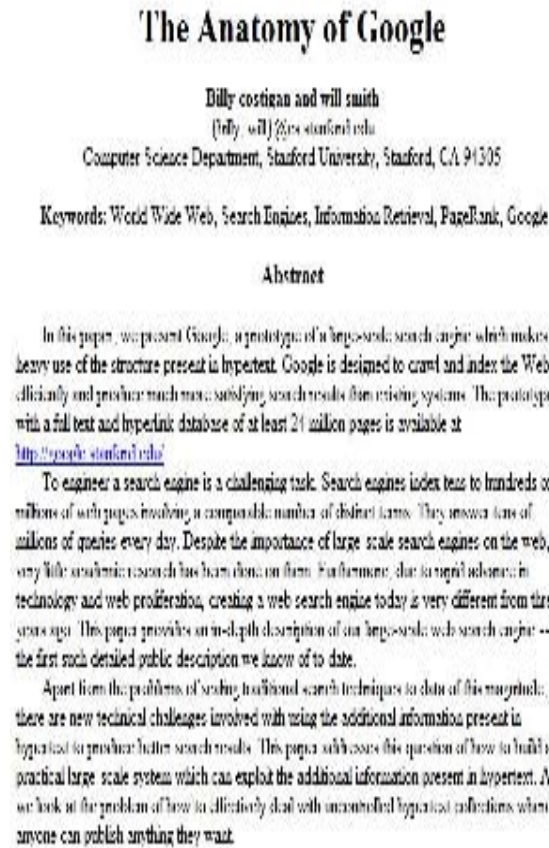 The Anatomy of Google
Billy costigan and will smith
{billy, will}@cs.stanford.edu
Computer Science Department, Stanford University, Stanford, CA 94305
Keywords: World Wide Web, Search Engines, Information Retrieval, PageRank, Google
Abstract
In this paper, we present Google, a prototype of a large-scale search engine which makes
heavy use of the structure present in hypertext. Google is designed to crawl and index the Web
efficiently and produce much more satisfying search results than existing systems. The prototype
with a full text and hyperlink database of at least 24 million pages is available at
http://google.stanford.edu/
To engineer a search engine is a challenging task. Search engines index tens to hundreds of
millions of web pages involving a comparable number of distinct terms. They answer tens of
millions of queries every day. Despite the importance of large-scale search engines on the web,
very little academic research has been done on them. Furthermore, due to rapid advance in
technology and web proliferation, creating a web search engine today is very different from thre
years ago. This paper provides an in-depth description of our large-scale web search engine --
the first such detailed public description we know of to date.
Apart from the problems of scaling traditional search techniques to data of this magnitude,
there are new technical challenges involved with using the additional information present in
hypertext to produce better search results. This paper addresses this question of how to build a
practical large-scale system which can exploit the additional information present in hypertext. A
we look at the problem of how to effectively deal with uncontrolled hypertext collections where
anyone can publish anything they want.